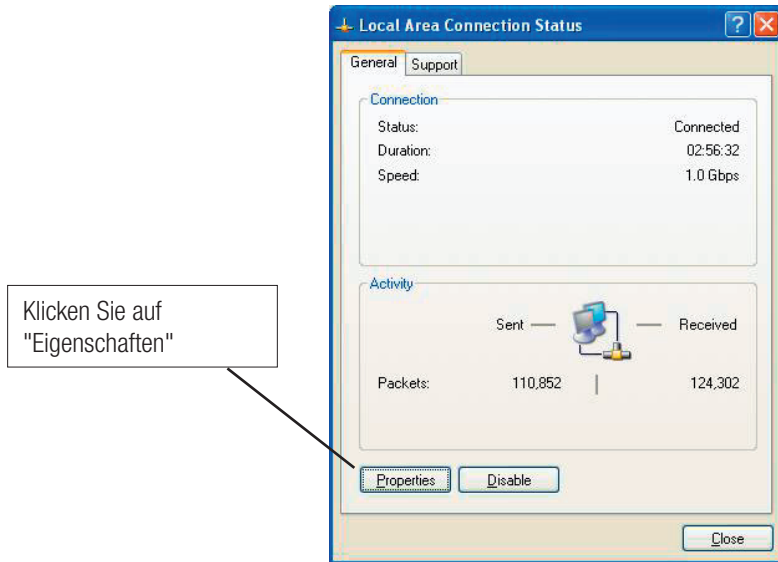 Local Area Connection Status
General Support
Connection
Status: Connected
Duration: 02:56:32
Speed: 1.0 Gbps
Activity
Sent Received
Packets: 110,852 124,302
Klicken Sie auf
"Eigenschaften"
Properties Disable
Close